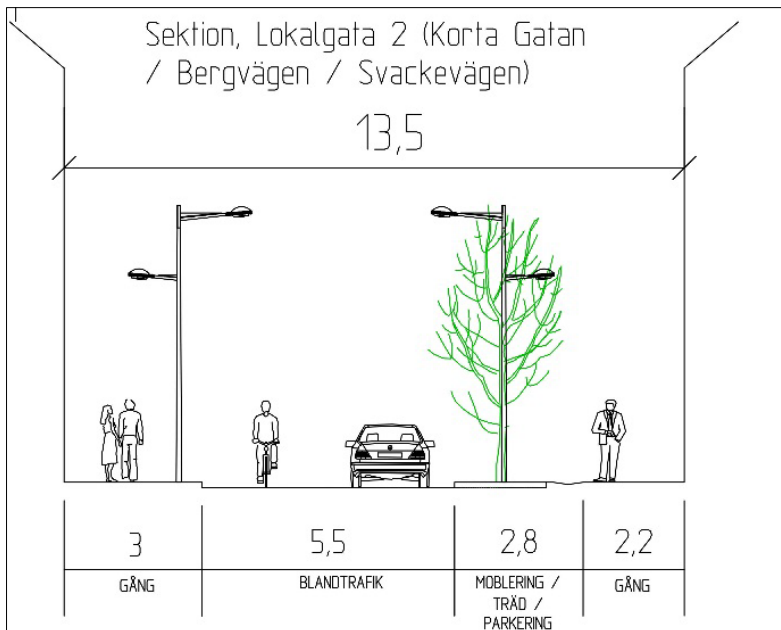 Sektion, Lokalgata 2 (Korta Gatan
/ Bergvägen / Svackevägen)
13,5
3
5,5
2,8
2,2
GÅNG
BLANDTRAFIK
MÖBLERING /
TRÄD /
PARKERING
GÅNG